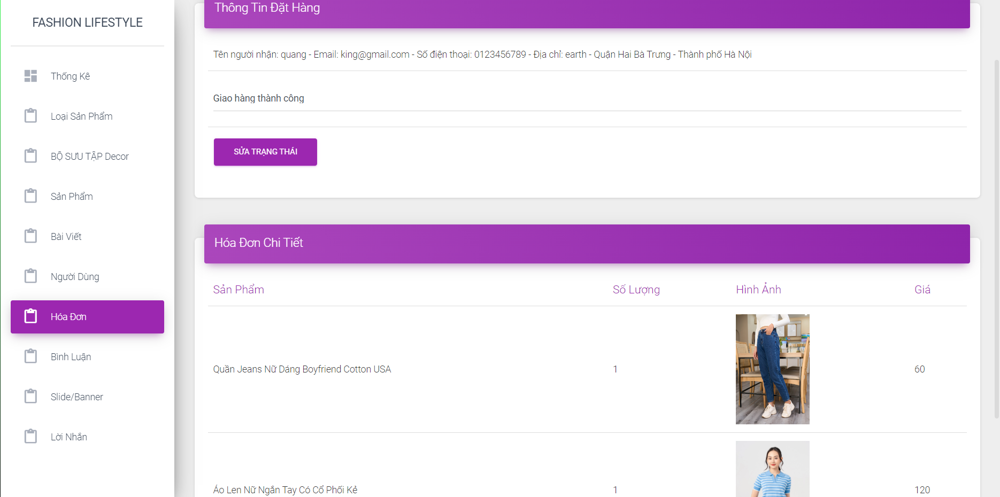 FASHION LIFESTYLE
Thống Kê
Loại Sản Phẩm
BỘ SƯU TẬP Decor
Sản Phẩm
Bài Viết
Người Dùng
Hóa Đơn
Bình Luận
Slide/Banner
Lời Nhắn
Thông Tin Đặt Hàng
Tên người nhận: quang - Email: king@gmail.com - Số điện thoại: 0123456789 - Địa chỉ: earth - Quận Hai Bà Trưng - Thành phố Hà Nội
Giao hàng thành công
SỬA TRẠNG THÁI
Hóa Đơn Chi Tiết
Sản Phẩm Số Lượng Hình Ảnh Giá
Quần Jeans Nữ Dáng Boyfriend Cotton USA 1 60
Áo Len Nữ Ngắn Tay Có Cổ Phối Kẻ 1 120